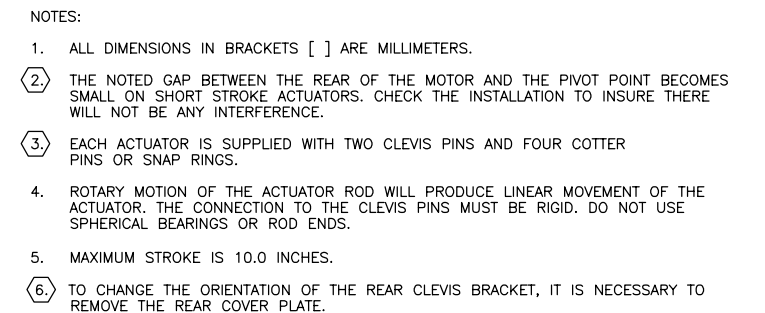 NOTES:
1. ALL DIMENSIONS IN BRACKETS [ ] ARE MILLIMETERS.
2. THE NOTED GAP BETWEEN THE REAR OF THE MOTOR AND THE PIVOT POINT BECOMES
SMALL ON SHORT STROKE ACTUATORS. CHECK THE INSTALLATION TO INSURE THERE
WILL NOT BE ANY INTERFERENCE.
3. EACH ACTUATOR IS SUPPLIED WITH TWO CLEVIS PINS AND FOUR COTTER
PINS OR SNAP RINGS.
4. ROTARY MOTION OF THE ACTUATOR ROD WILL PRODUCE LINEAR MOVEMENT OF THE
ACTUATOR. THE CONNECTION TO THE CLEVIS PINS MUST BE RIGID. DO NOT USE
SPHERICAL BEARINGS OR ROD ENDS.
5. MAXIMUM STROKE IS 10.0 INCHES.
6. TO CHANGE THE ORIENTATION OF THE REAR CLEVIS BRACKET, IT IS NECESSARY TO
REMOVE THE REAR COVER PLATE.